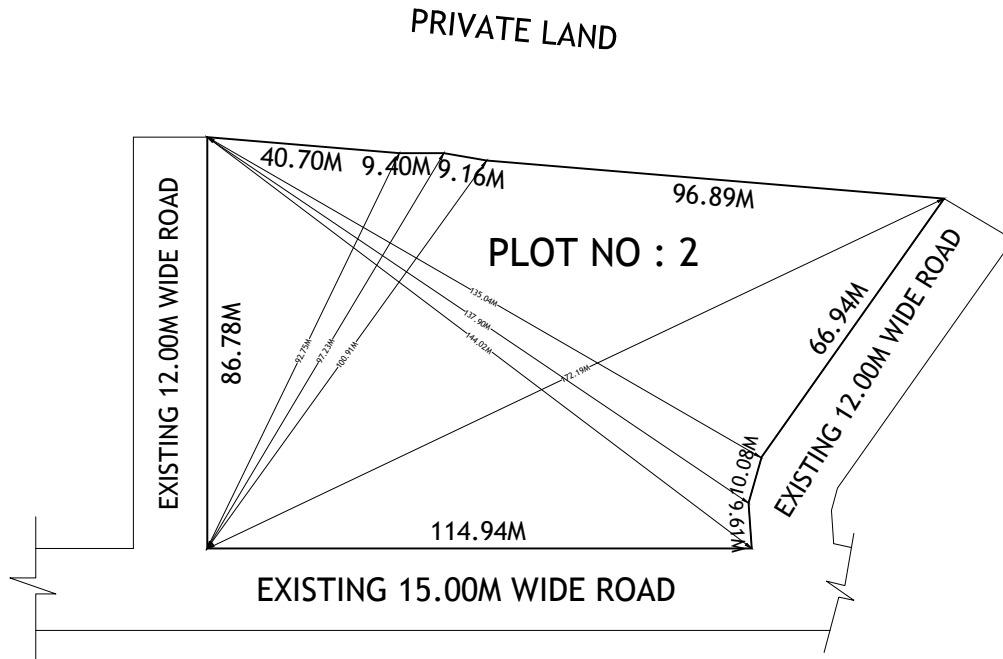 PRIVATE LAND
40.70M
9.40M
9.16M
96.89M
PLOT NO : 2
EXISTING 12.00M WIDE ROAD
86.78M
135.04M
137.90M
144.02M
92.75M
97.23M
100.91M
172.19M
66.94M
EXISTING 12.00M WIDE ROAD
10.08M
9.61M
114.94M
EXISTING 15.00M WIDE ROAD